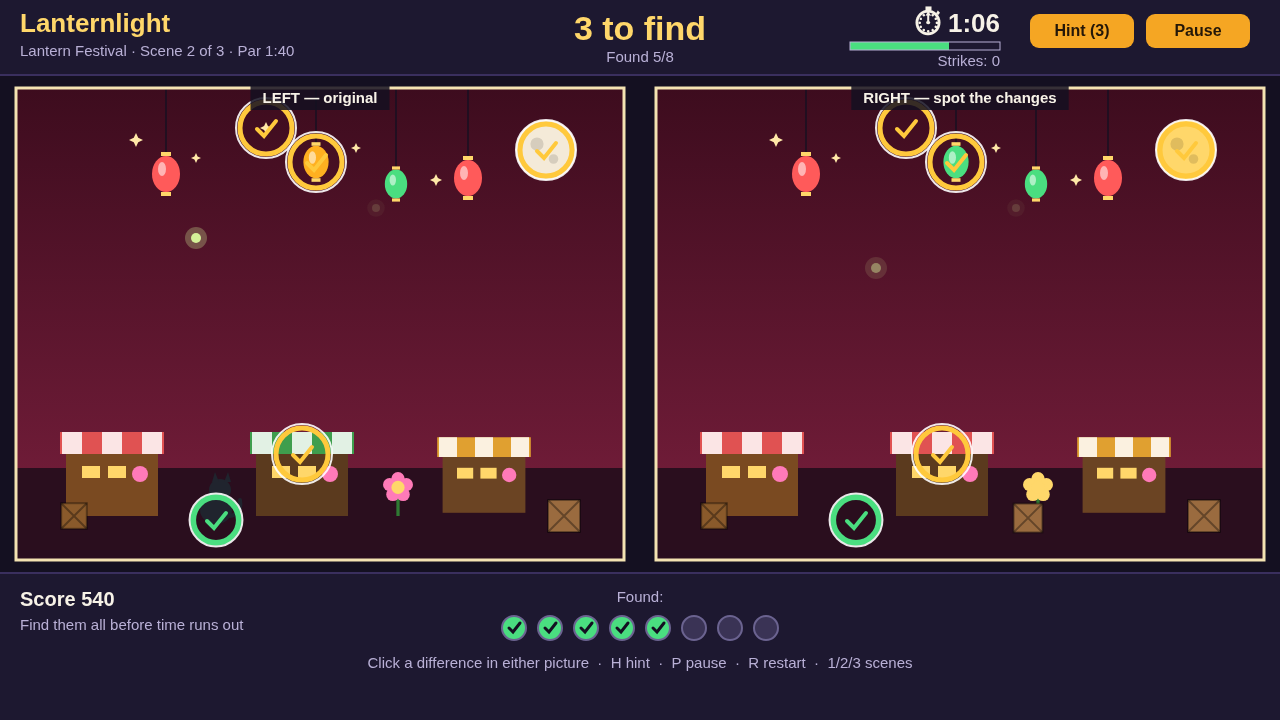 Lanternlight
Lantern Festival · Scene 2 of 3 · Par 1:40
3 to find
Found 5/8
1:06
Strikes: 0
Hint (3)
Pause
LEFT — original
RIGHT — spot the changes
Score 540
Find them all before time runs out
Found:
Click a difference in either picture · H hint · P pause · R restart · 1/2/3 scenes